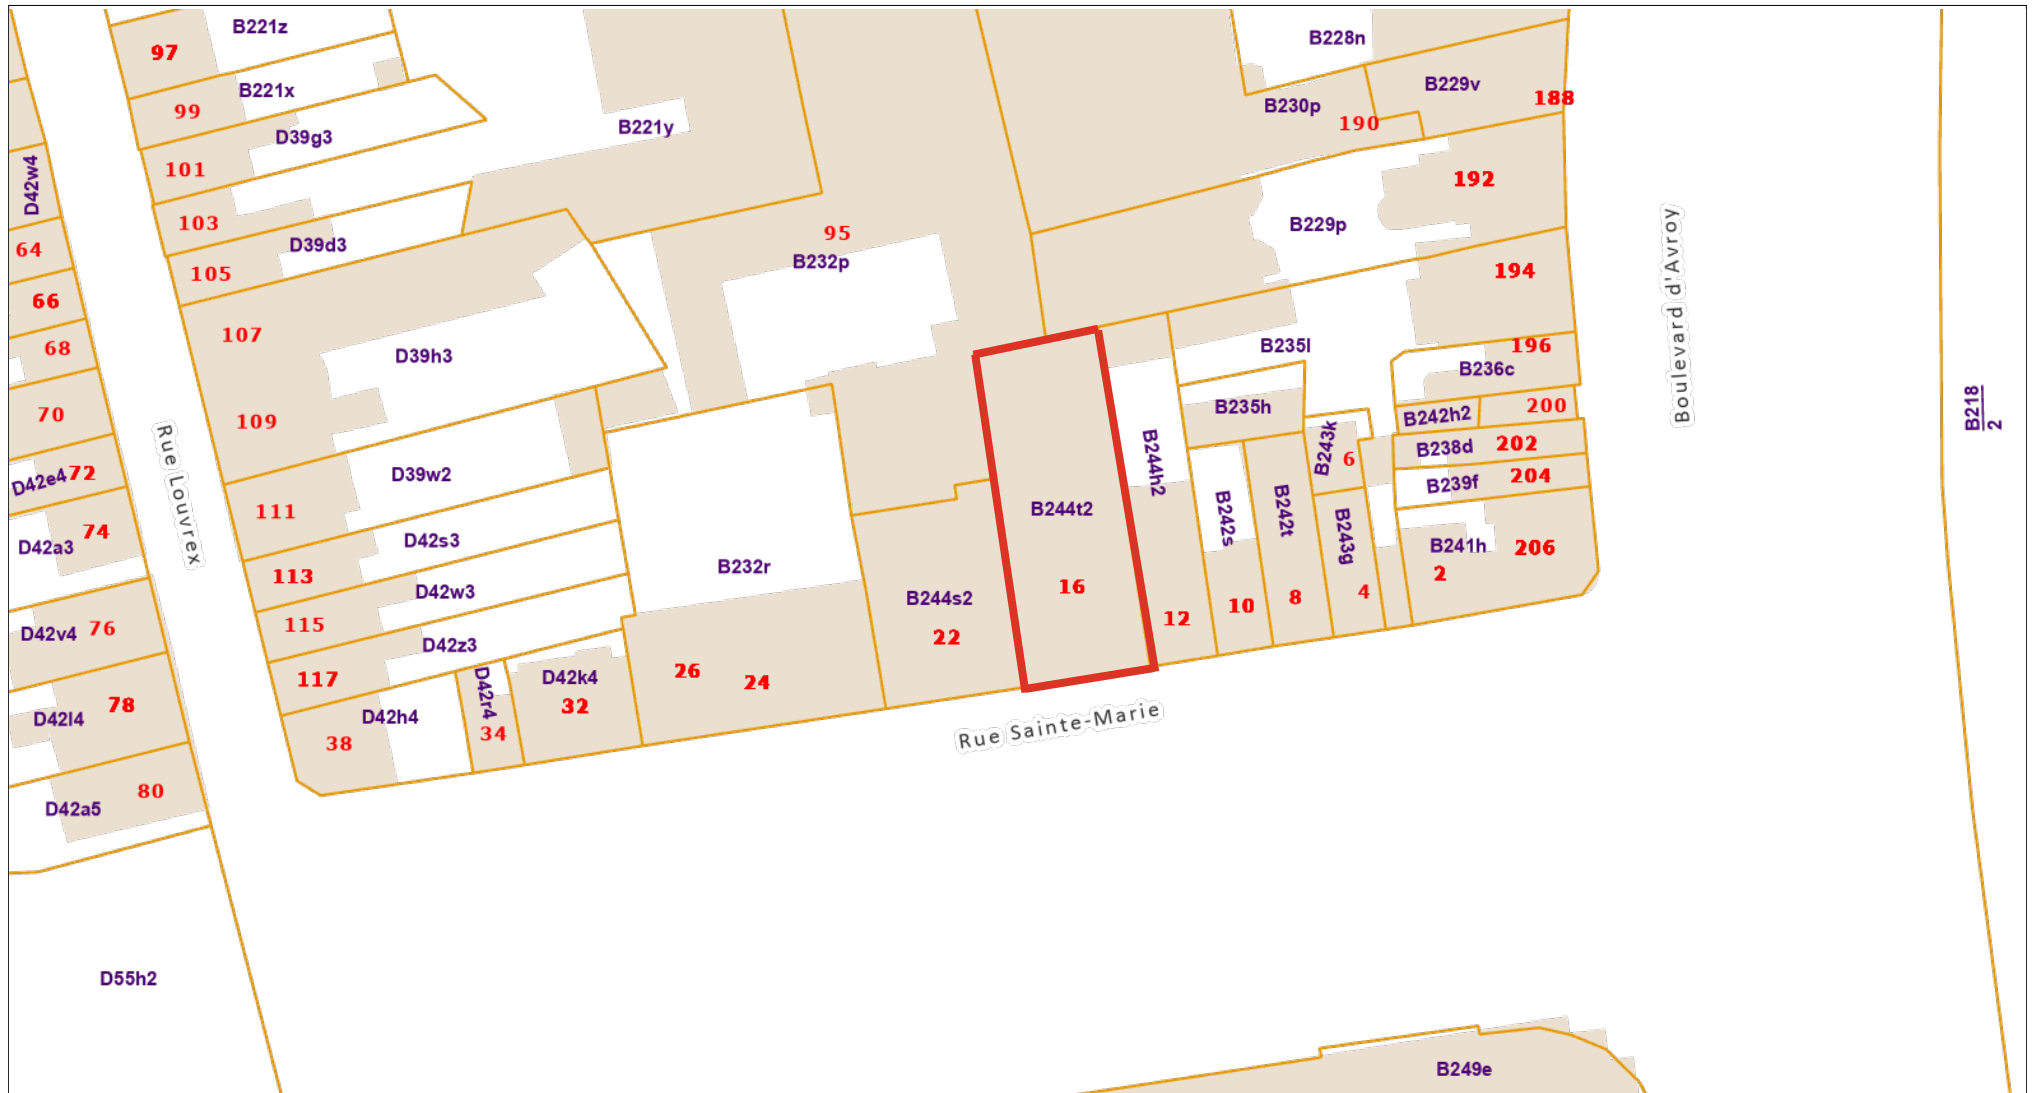 B221z
97
B228n
B221x
99
B229v
188
B230p
190
D39g3
B221y
101
D42w4
192
103
B229p
95
D39d3
64
B232p
105
194
66
107
68
D39h3
B235l
196
B236c
70
109
B235h
B242h2
200
B243k
6
B238d
202
B218
2
Boulevard d'Avroy
Rue Louvrex
D42e4
72
D39w2
B244h2
B239f
204
111
B244t2
B242s
B242t
B243g
D42a3
74
D42s3
B241h
206
2
113
B232r
16
D42w3
B244s2
12
10
8
4
D42v4
76
115
22
D42z3
117
D42r4
D42k4
26
24
D42l4
78
D42h4
32
38
34
Rue Sainte-Marie
D42a5
80
D55h2
B249e